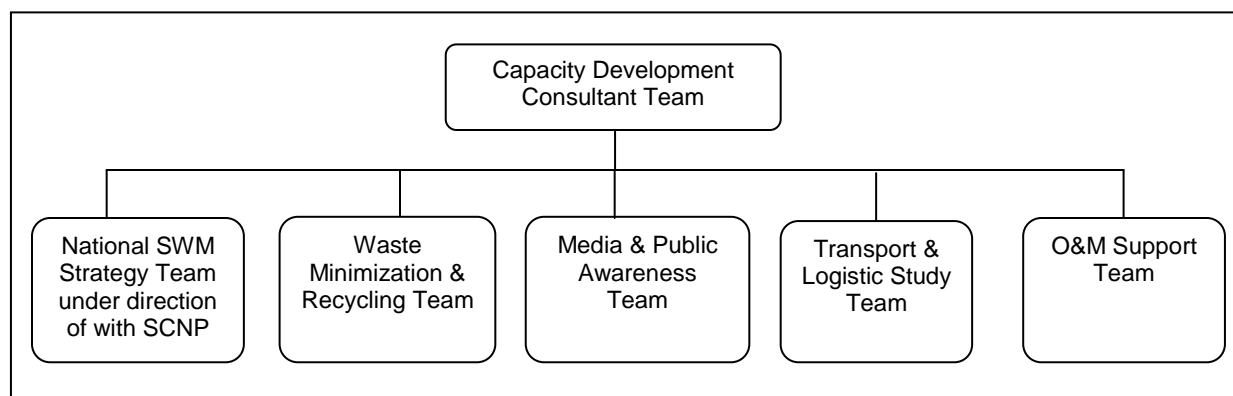 Capacity Development
Consultant Team
National SWM
Strategy Team
under direction
of with SCNP
Waste
Minimization &
Recycling Team
Media & Public
Awareness
Team
Transport &
Logistic Study
Team
O&M Support
Team